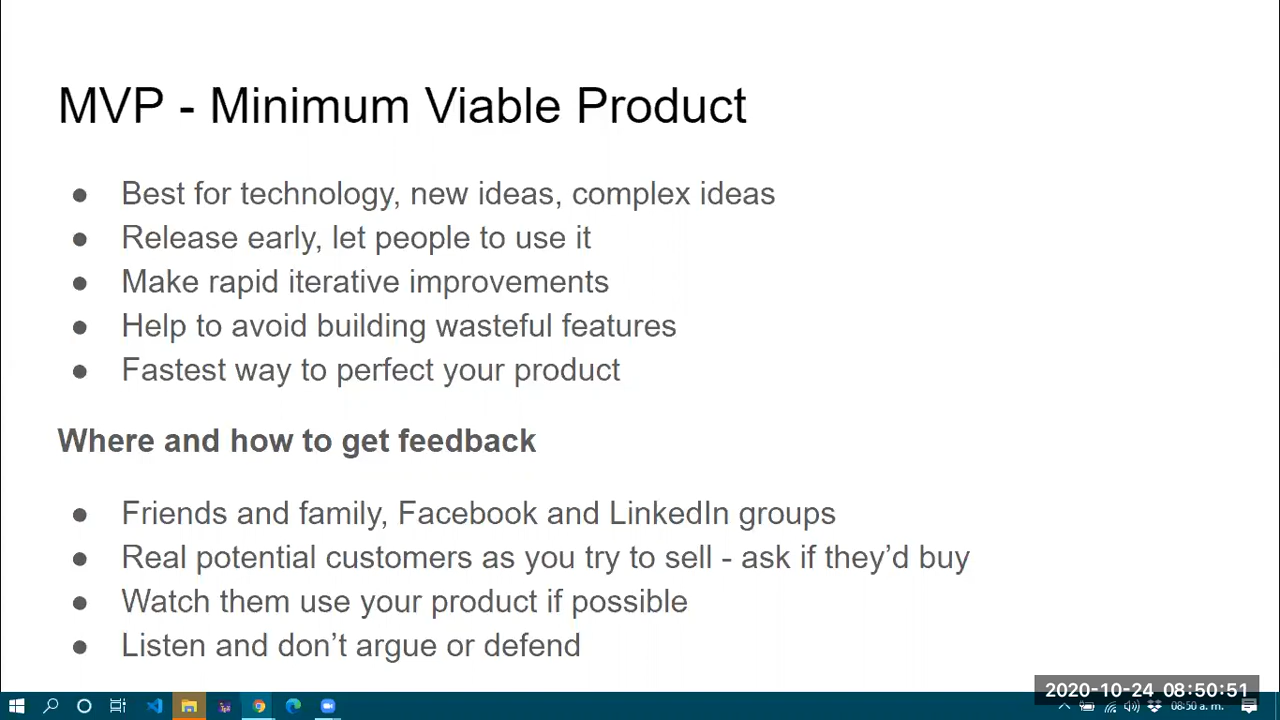 MVP - Minimum Viable Product
● Best for technology, new ideas, complex ideas
● Release early, let people to use it
● Make rapid iterative improvements
● Help to avoid building wasteful features
● Fastest way to perfect your product
Where and how to get feedback
● Friends and family, Facebook and LinkedIn groups
● Real potential customers as you try to sell - ask if they’d buy
● Watch them use your product if possible
● Listen and don’t argue or defend
2020-10-24 08:50:51
08:50 a. m.